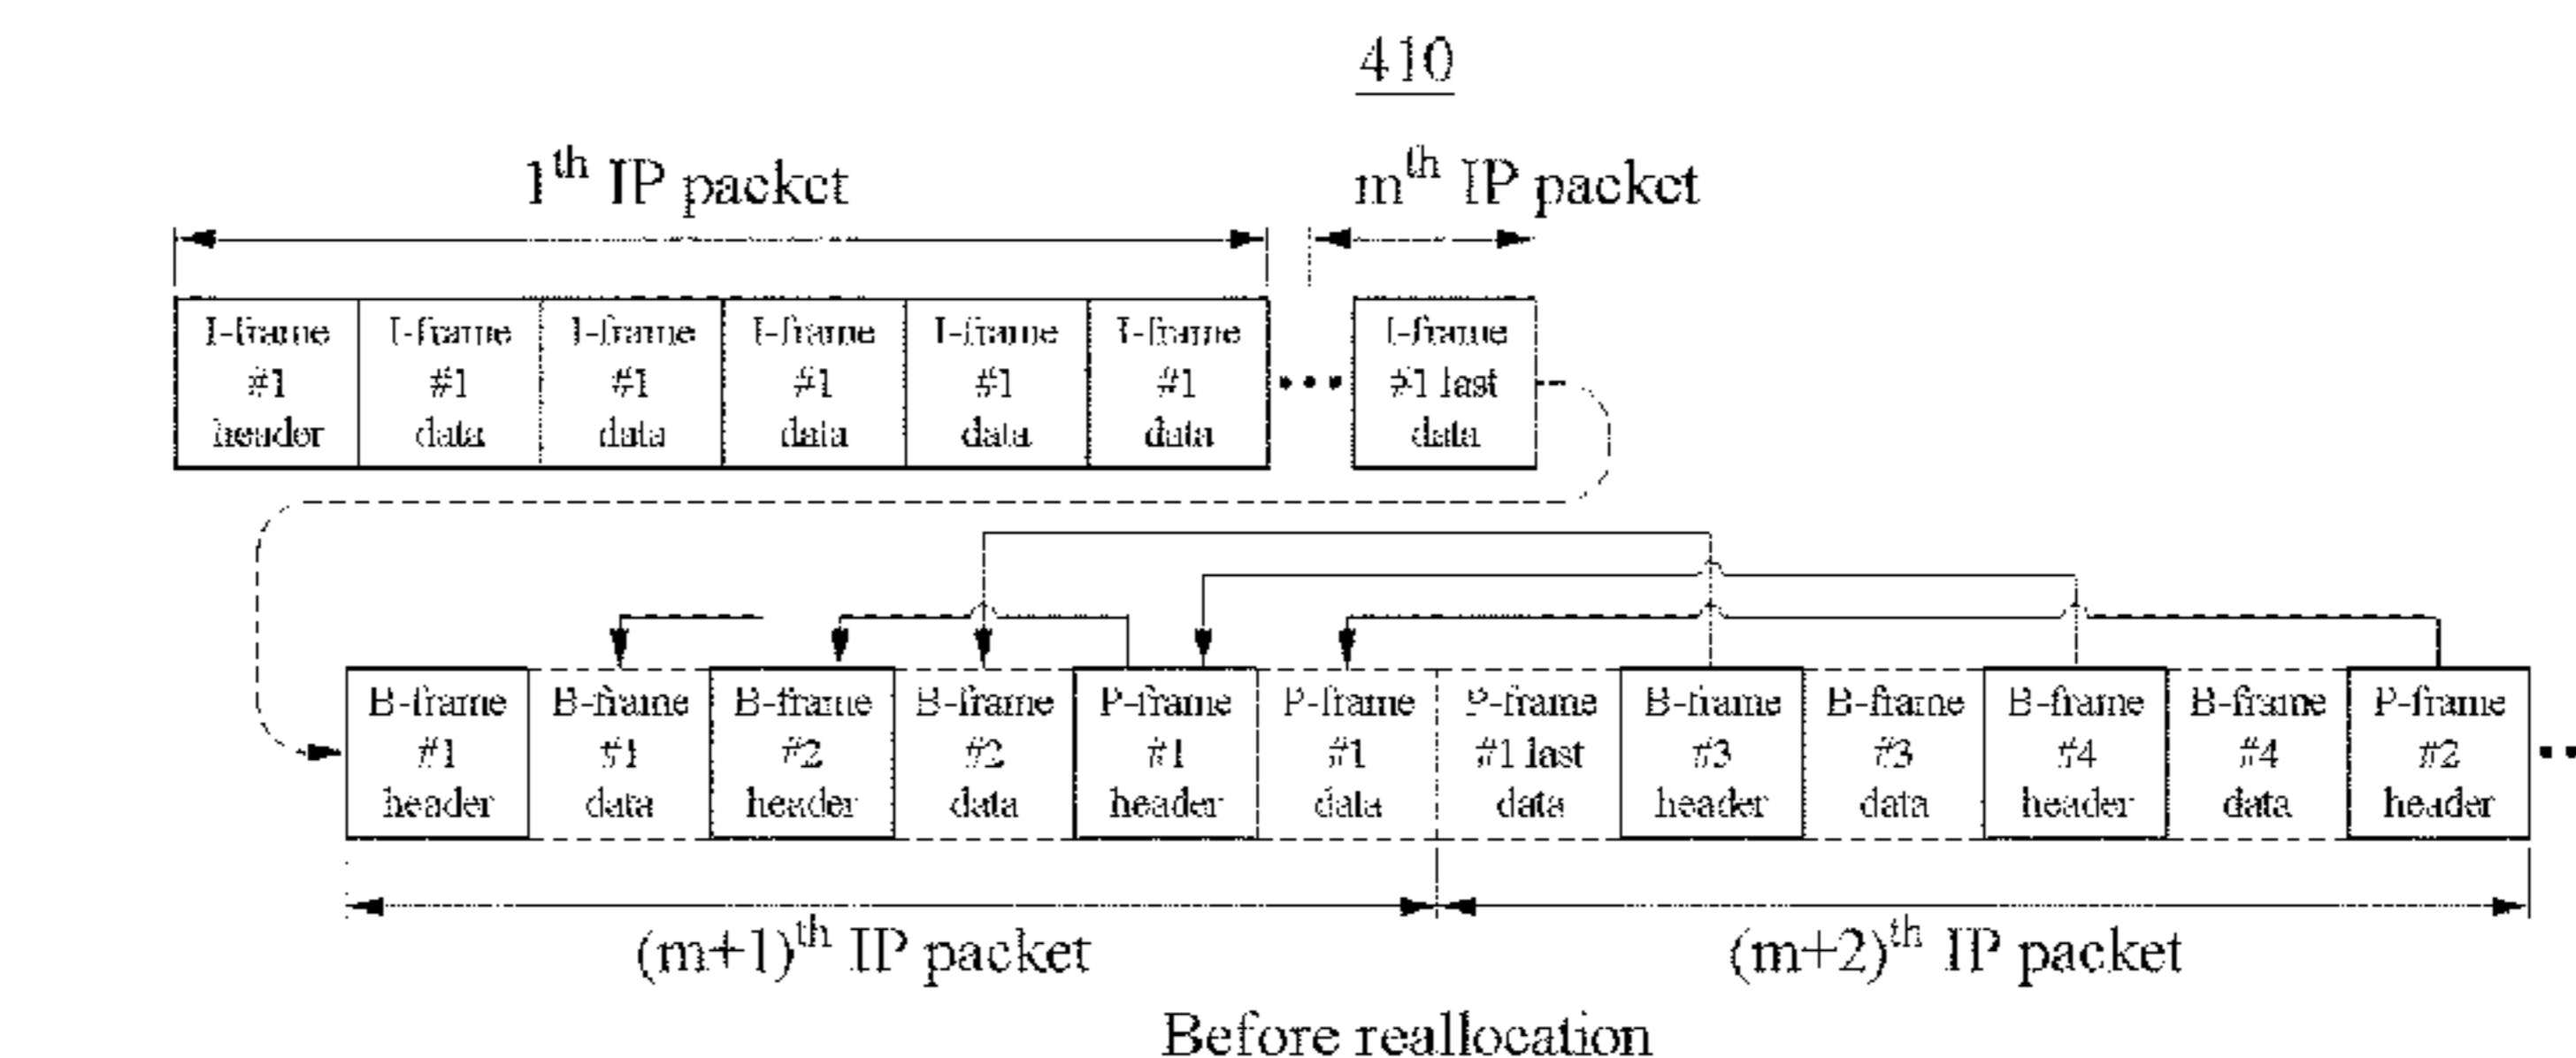 410
1th IP packet
mth IP packet
I-frame #1 header
I-frame #1 data
I-frame #1 data
I-frame #1 data
I-frame #1 data
I-frame #1 data
...
I-frame #1 last data
B-frame #1 header
B-frame #1 data
B-frame #2 header
B-frame #2 data
P-frame #1 header
P-frame #1 data
P-frame #1 last data
B-frame #3 header
B-frame #3 data
B-frame #4 header
B-frame #4 data
P-frame #2 header
(m+1)th IP packet
(m+2)th IP packet
Before reallocation